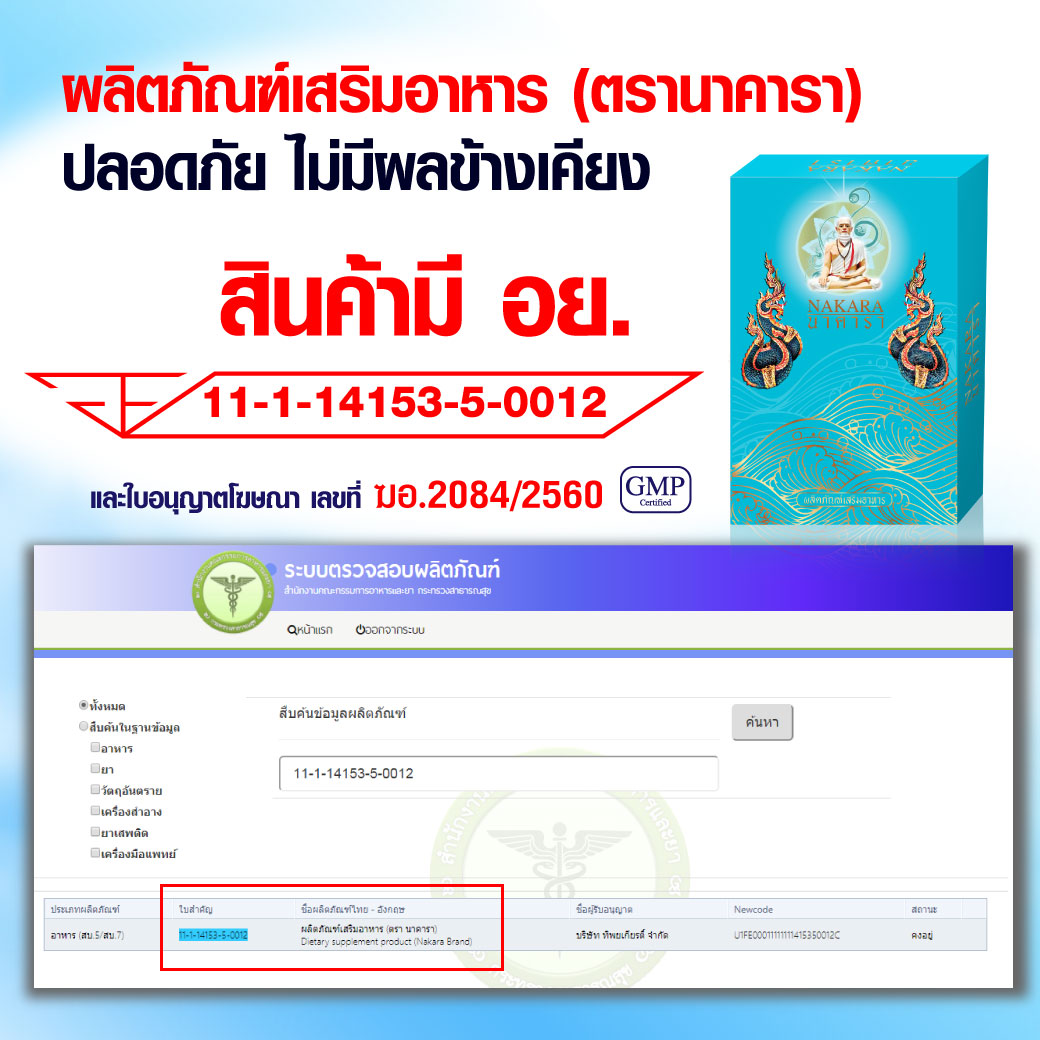 ผลิตภัณฑ์เสริมอาหาร (ตรานาคารา)
ปลอดภัย ไม่มีผลข้างเคียง
สินค้ามี อย.
11-1-14153-5-0012
และใบอนุญาตโฆษณา เลขที่ ฆอ.2084/2560
GMP
Certified
NAKARA
นาคารา
ผลิตภัณฑ์เสริมอาหาร
ระบบตรวจสอบผลิตภัณฑ์
สำนักงานคณะกรรมการอาหารและยา กระทรวงสาธารณสุข
หน้าแรก ออกจากระบบ
ทั้งหมด
สืบค้นในฐานข้อมูล
อาหาร
ยา
วัตถุอันตราย
เครื่องสำอาง
ยาเสพติด
เครื่องมือแพทย์
สืบค้นข้อมูลผลิตภัณฑ์
ค้นหา
11-1-14153-5-0012
ประเภทผลิตภัณฑ์ ใบสำคัญ ชื่อผลิตภัณฑ์ไทย - อังกฤษ ชื่อผู้รับอนุญาต Newcode สถานะ
อาหาร (สบ.5/สบ.7) 11-1-14153-5-0012 ผลิตภัณฑ์เสริมอาหาร (ตรา นาคารา) บริษัท ทิพยเกียรติ์ จำกัด คงอยู่
Dietary supplement product (Nakara Brand)